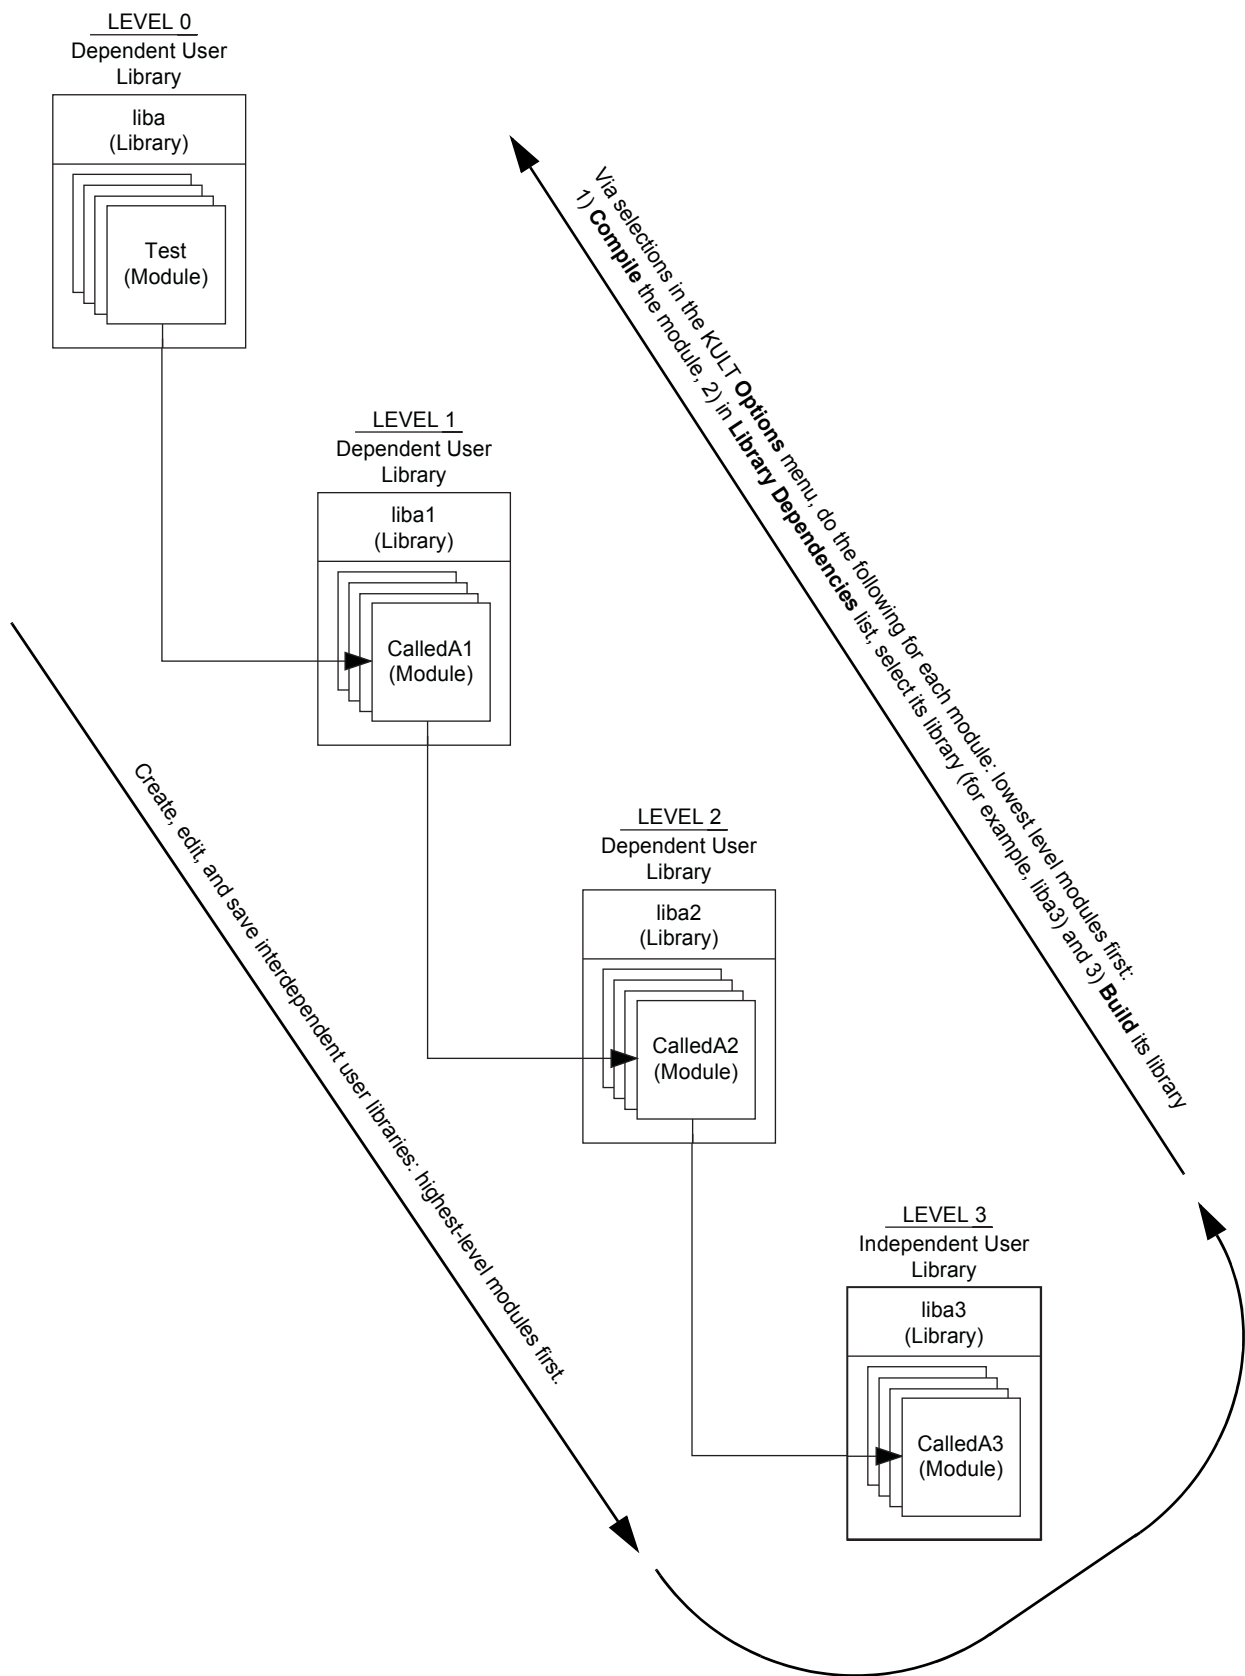 LEVEL 0
Dependent User
Library
liba
(Library)
Test
(Module)
LEVEL 1
Dependent User
Library
liba1
(Library)
CalledA1
(Module)
LEVEL 2
Dependent User
Library
liba2
(Library)
CalledA2
(Module)
LEVEL 3
Independent User
Library
liba3
(Library)
CalledA3
(Module)
Create, edit, and save interdependent user libraries: highest-level modules first.
Via selections in the KULT Options menu, do the following for each module: lowest level modules first:
1) Compile the module, 2) in Library Dependencies list, select its library (for example, liba3) and 3) Build its library